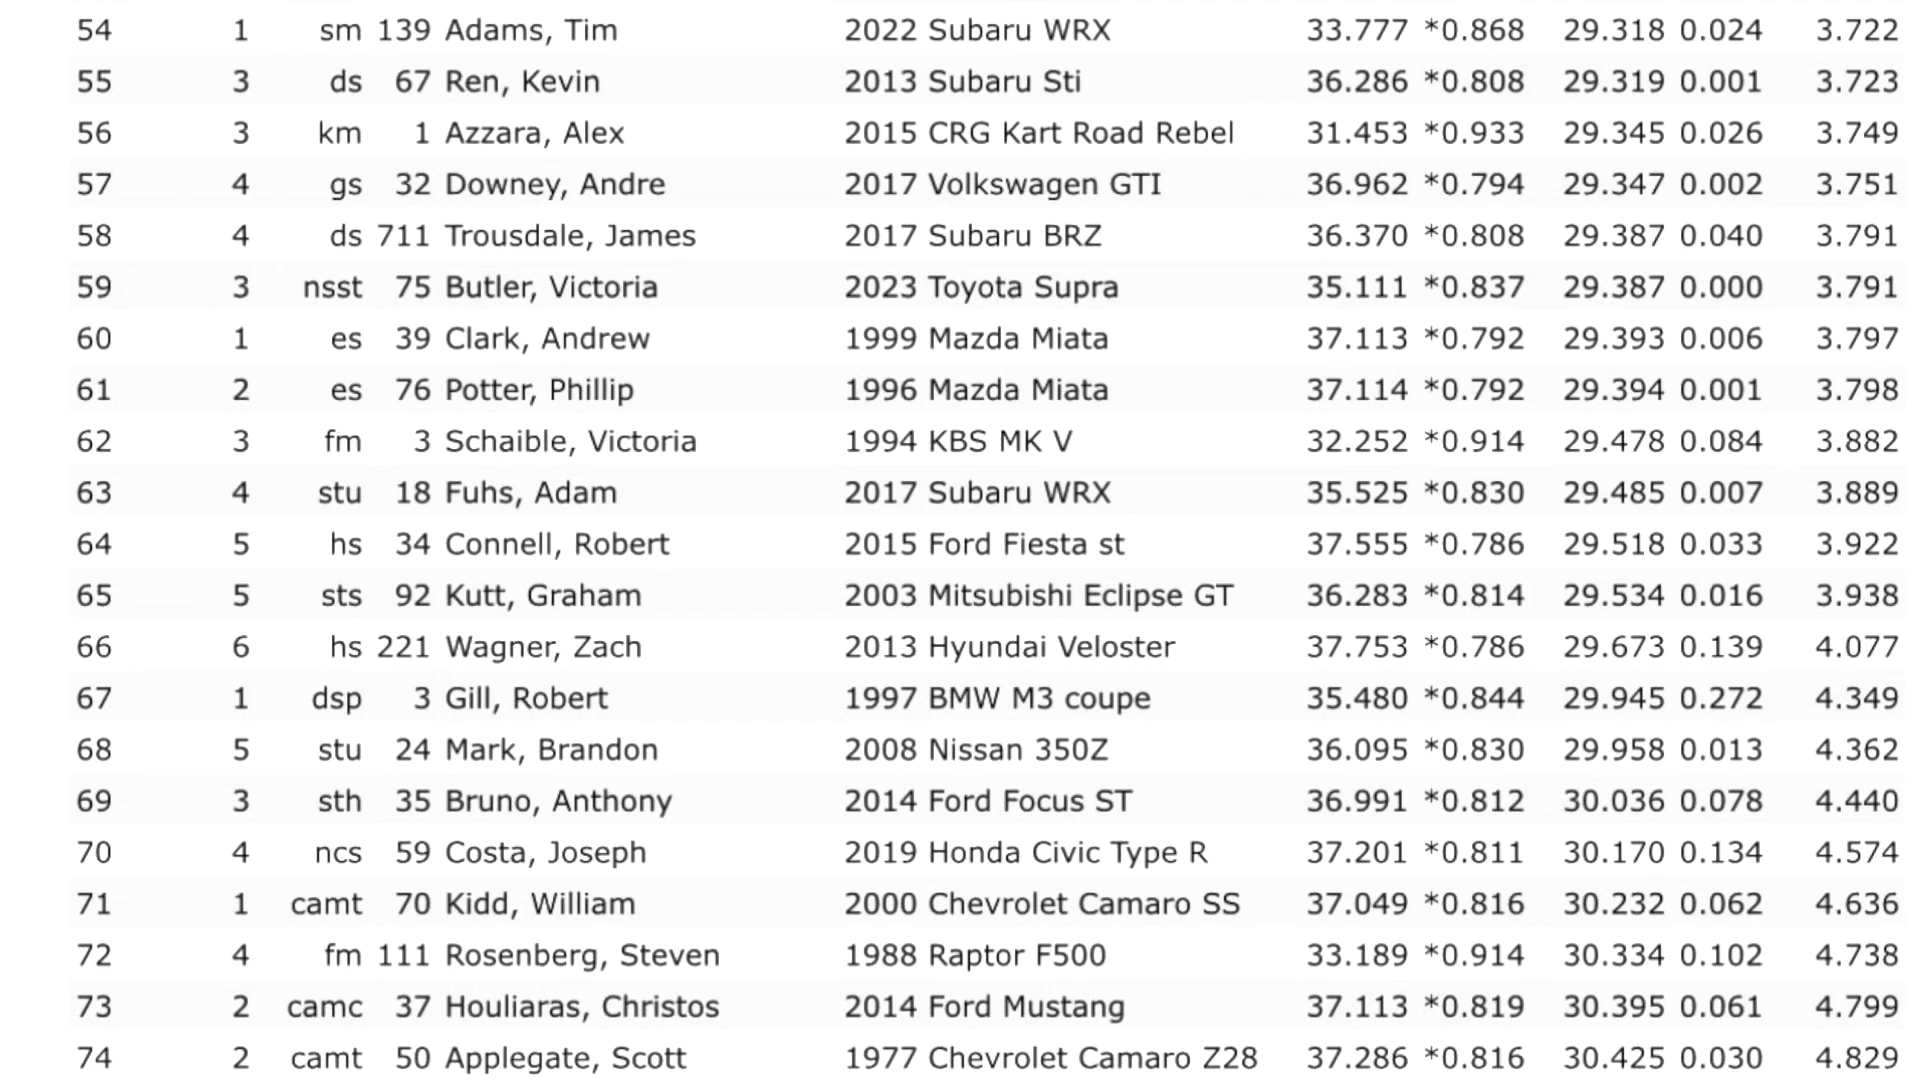 54 1 sm 139 Adams, Tim 2022 Subaru WRX 33.777 *0.868 29.318 0.024 3.722
55 3 ds 67 Ren, Kevin 2013 Subaru Sti 36.286 *0.808 29.319 0.001 3.723
56 3 km 1 Azzara, Alex 2015 CRG Kart Road Rebel 31.453 *0.933 29.345 0.026 3.749
57 4 gs 32 Downey, Andre 2017 Volkswagen GTI 36.962 *0.794 29.347 0.002 3.751
58 4 ds 711 Trousdale, James 2017 Subaru BRZ 36.370 *0.808 29.387 0.040 3.791
59 3 nsst 75 Butler, Victoria 2023 Toyota Supra 35.111 *0.837 29.387 0.000 3.791
60 1 es 39 Clark, Andrew 1999 Mazda Miata 37.113 *0.792 29.393 0.006 3.797
61 2 es 76 Potter, Phillip 1996 Mazda Miata 37.114 *0.792 29.394 0.001 3.798
62 3 fm 3 Schaible, Victoria 1994 KBS MK V 32.252 *0.914 29.478 0.084 3.882
63 4 stu 18 Fuhs, Adam 2017 Subaru WRX 35.525 *0.830 29.485 0.007 3.889
64 5 hs 34 Connell, Robert 2015 Ford Fiesta st 37.555 *0.786 29.518 0.033 3.922
65 5 sts 92 Kutt, Graham 2003 Mitsubishi Eclipse GT 36.283 *0.814 29.534 0.016 3.938
66 6 hs 221 Wagner, Zach 2013 Hyundai Veloster 37.753 *0.786 29.673 0.139 4.077
67 1 dsp 3 Gill, Robert 1997 BMW M3 coupe 35.480 *0.844 29.945 0.272 4.349
68 5 stu 24 Mark, Brandon 2008 Nissan 350Z 36.095 *0.830 29.958 0.013 4.362
69 3 sth 35 Bruno, Anthony 2014 Ford Focus ST 36.991 *0.812 30.036 0.078 4.440
70 4 ncs 59 Costa, Joseph 2019 Honda Civic Type R 37.201 *0.811 30.170 0.134 4.574
71 1 camt 70 Kidd, William 2000 Chevrolet Camaro SS 37.049 *0.816 30.232 0.062 4.636
72 4 fm 111 Rosenberg, Steven 1988 Raptor F500 33.189 *0.914 30.334 0.102 4.738
73 2 camc 37 Houliaras, Christos 2014 Ford Mustang 37.113 *0.819 30.395 0.061 4.799
74 2 camt 50 Applegate, Scott 1977 Chevrolet Camaro Z28 37.286 *0.816 30.425 0.030 4.829